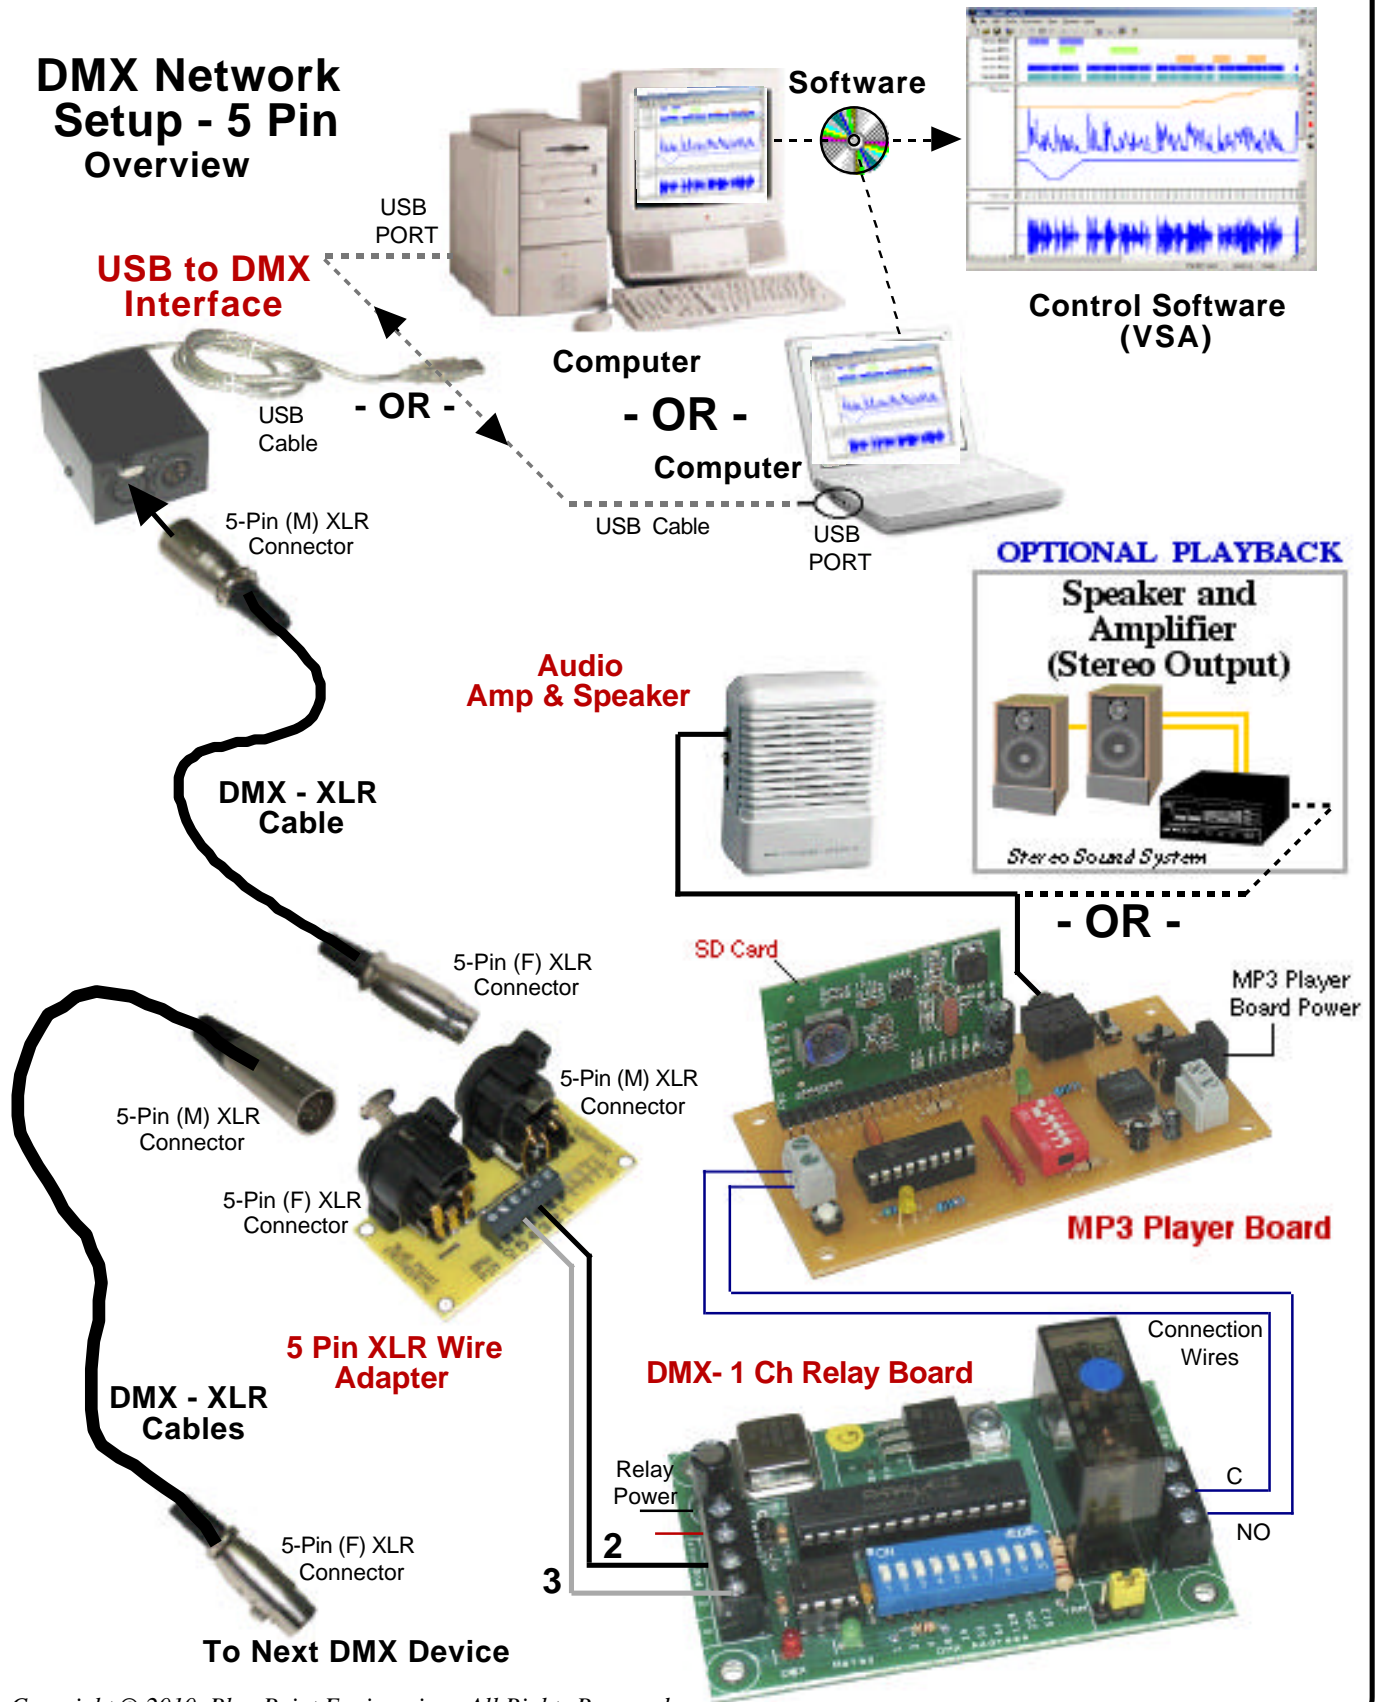 DMX Network
Setup - 5 Pin
Overview
Software
USB
PORT
USB to DMX
Interface
Control Software
(VSA)
Computer
- OR -
Computer
USB
Cable
- OR -
USB Cable
USB
PORT
5-Pin (M) XLR
Connector
OPTIONAL PLAYBACK
Speaker and
Amplifier
(Stereo Output)
Stereo Sound System
Audio
Amp & Speaker
DMX - XLR
Cable
- OR -
SD Card
MP3 Player
Board Power
5-Pin (F) XLR
Connector
5-Pin (M) XLR
Connector
5-Pin (M) XLR
Connector
5-Pin (F) XLR
Connector
MP3 Player Board
5 Pin XLR Wire
Adapter
Connection
Wires
DMX- 1 Ch Relay Board
DMX - XLR
Cables
Relay
Power
C
NO
2
3
ON
DMX Address
DMX
5-Pin (F) XLR
Connector
To Next DMX Device